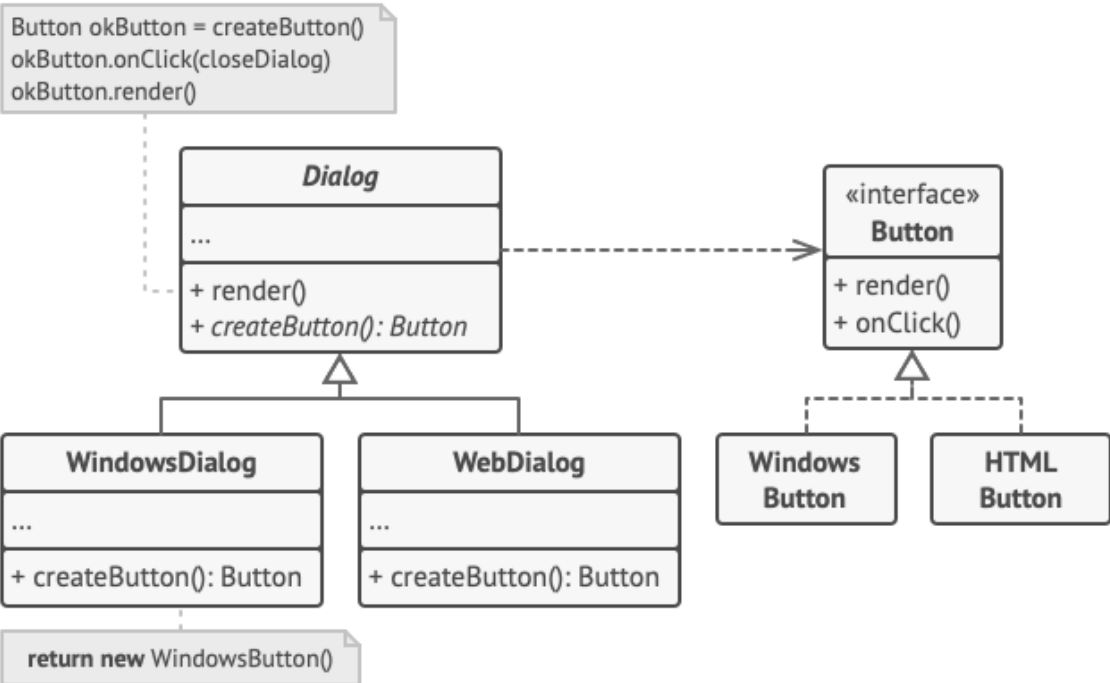 Button okButton = createButton()
okButton.onClick(closeDialog)
okButton.render()
Dialog
...
+ render()
+ createButton(): Button
«interface»
Button
+ render()
+ onClick()
WindowsDialog
...
+ createButton(): Button
WebDialog
...
+ createButton(): Button
Windows
Button
HTML
Button
return new WindowsButton()